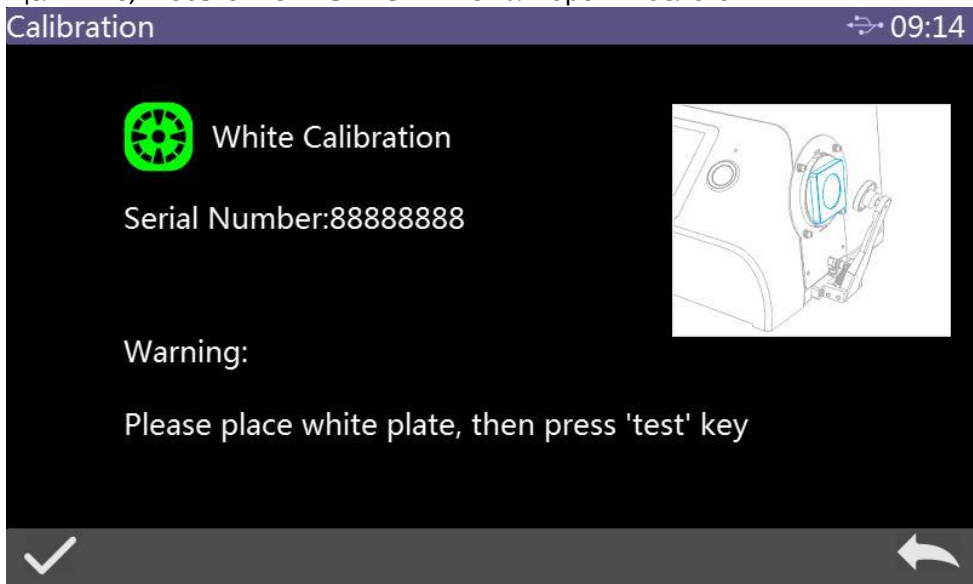 Calibration 09:14
White Calibration
Serial Number:88888888
Warning:
Please place white plate, then press 'test' key